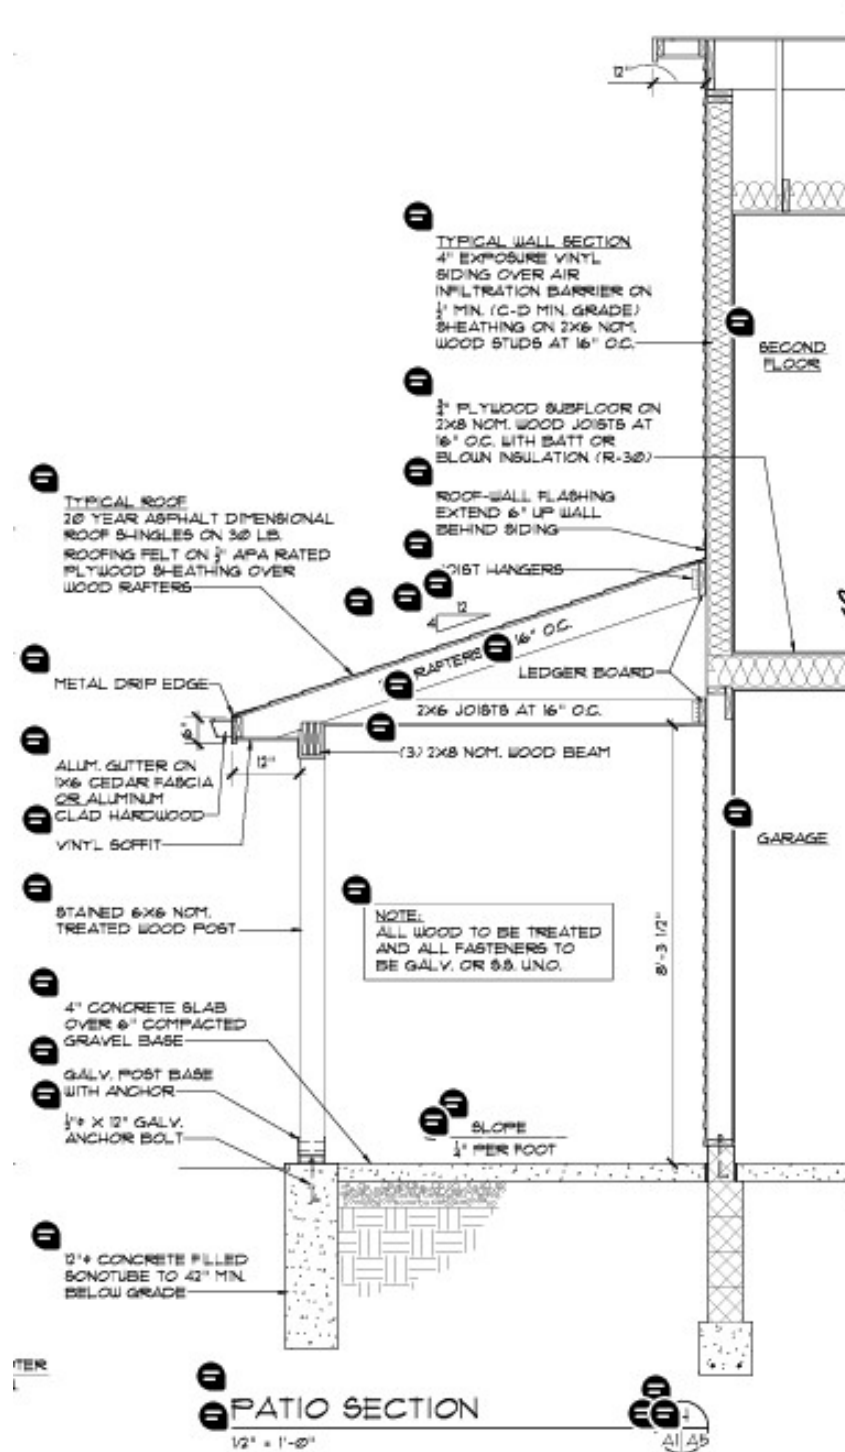 12"
TYPICAL WALL SECTION
4" EXPOSURE VINYL
SIDING OVER AIR
INFILTRATION BARRIER ON
1/2" MIN. (C-D MIN. GRADE)
SHEATHING ON 2X6 NOM.
WOOD STUDS AT 16" O.C.
SECOND
FLOOR
3/4" PLYWOOD SUBFLOOR ON
2X8 NOM. WOOD JOISTS AT
16" O.C. WITH BATT OR
BLOWN INSULATION (R-30)
ROOF-WALL FLASHING
EXTEND 6" UP WALL
BEHIND SIDING
JOIST HANGERS
TYPICAL ROOF
20 YEAR ASPHALT DIMENSIONAL
ROOF SHINGLES ON 30 LB.
ROOFING FELT ON 1/2" APA RATED
PLYWOOD SHEATHING OVER
WOOD RAFTERS
12
4
RAFTERS 16" O.C.
LEDGER BOARD
METAL DRIP EDGE
2X6 JOISTS AT 16" O.C.
6"
12"
(3) 2X8 NOM. WOOD BEAM
ALUM. GUTTER ON
1X6 CEDAR FASCIA
OR ALUMINUM
CLAD HARDWOOD
VINYL SOFFIT
GARAGE
STAINED 6X6 NOM.
TREATED WOOD POST
NOTE:
ALL WOOD TO BE TREATED
AND ALL FASTENERS TO
BE GALV. OR S.S. U.N.O.
8'-3 1/2"
4" CONCRETE SLAB
OVER 6" COMPACTED
GRAVEL BASE
GALV. POST BASE
WITH ANCHOR
1/2"φ X 12" GALV.
ANCHOR BOLT
SLOPE
1/4" PER FOOT
12"φ CONCRETE FILLED
SONOTUBE TO 42" MIN.
BELOW GRADE
PATIO SECTION
1/2" = 1'-0"
A1 A5